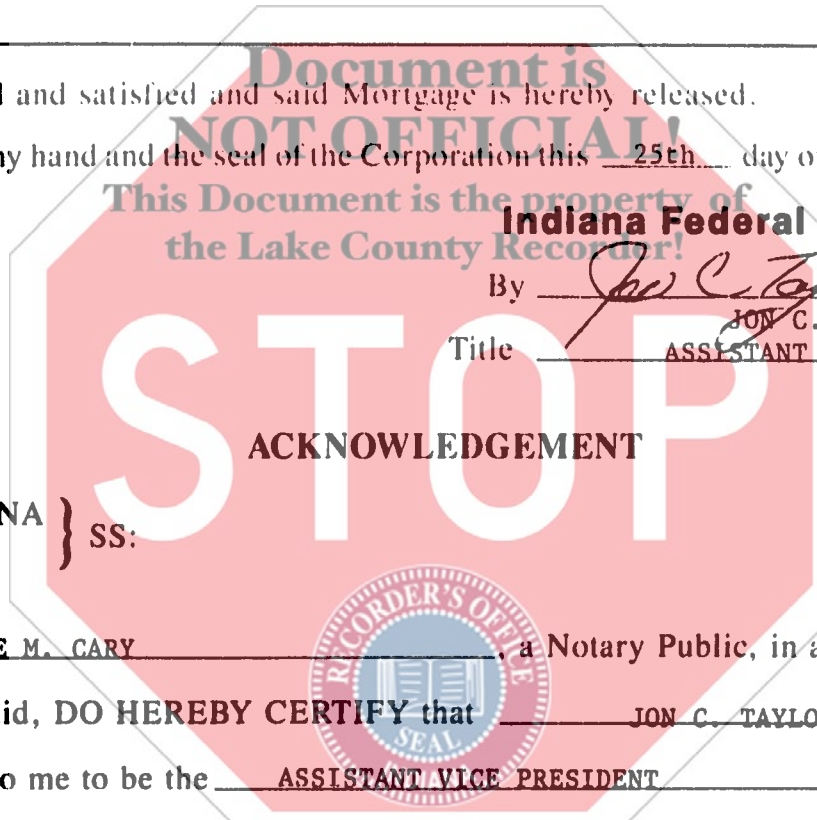 Document is
and satisfied and said Mortgage is hereby released.
NOT OFFICIAL!
hand and the seal of the Corporation this 25th day
This Document is the property of
Indiana Federal
the Lake County Recorder!
By
JON C.
Title ASSISTANT
STOP
ACKNOWLEDGEMENT
NA } SS:
RECORDER'S OFFICE
E M. CARY, a Notary Public, in
id, DO HEREBY CERTIFY that JON C. TAYLO
SEAL
o me to be the ASSISTANT VICE PRESIDENT
INDIANA